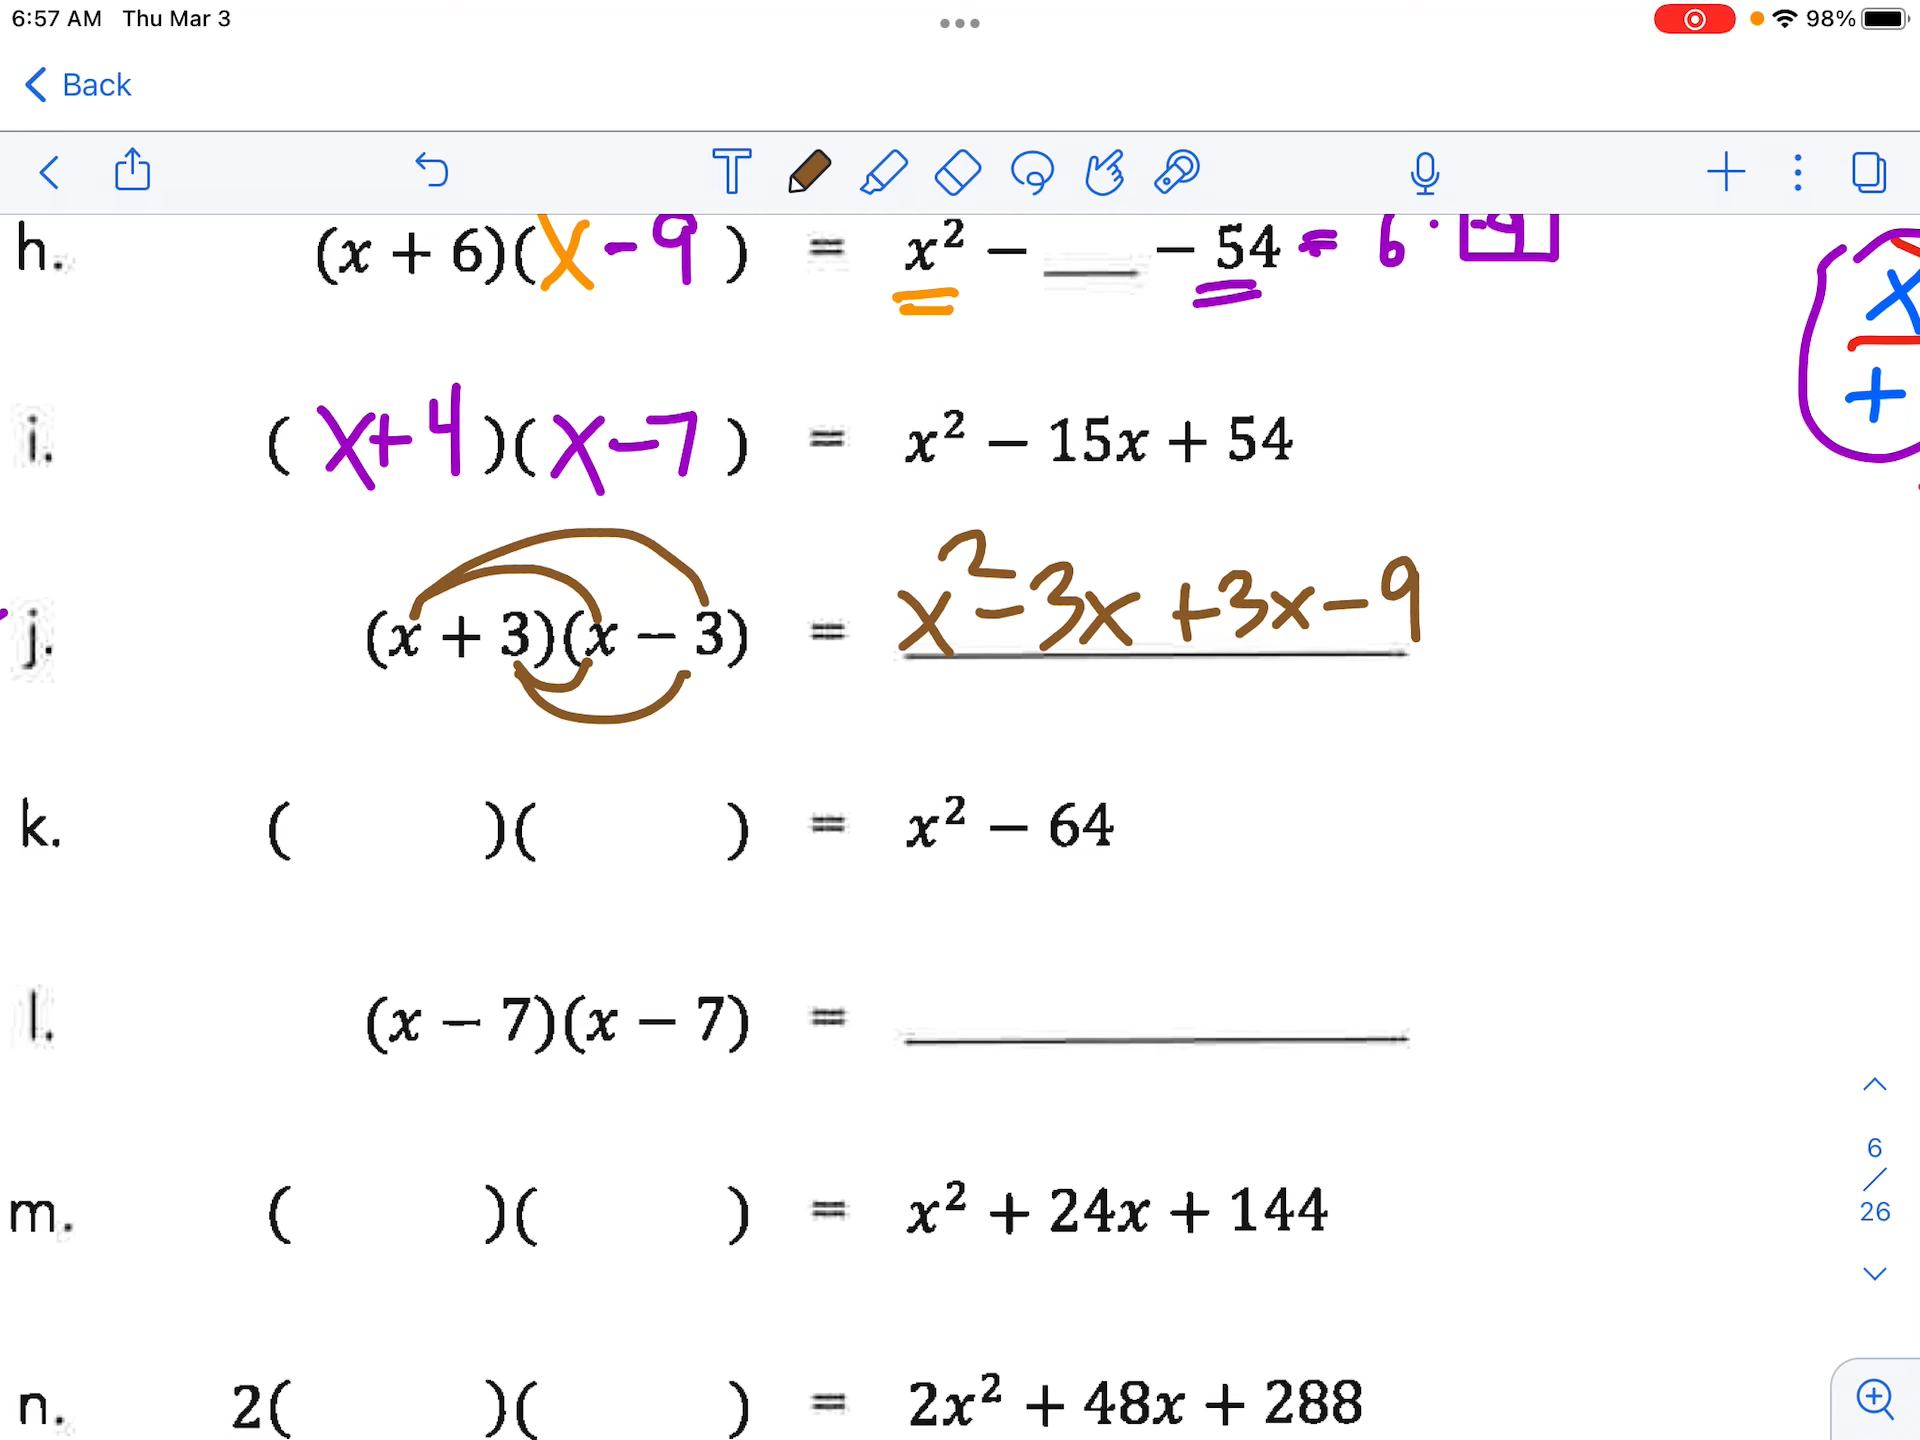 6:57 AM Thu Mar 3 98%
Back
h. (x + 6)(x - 9) = x² − ___ − 54 = 6 · -9
x
+
i. (x+4)(x-7) = x² − 15x + 54
j. (x + 3)(x − 3) = x² - 3x + 3x - 9
k. ( )( ) = x² − 64
l. (x − 7)(x − 7) = ___
m. ( )( ) = x² + 24x + 144
6
/
26
n. 2( )( ) = 2x² + 48x + 288